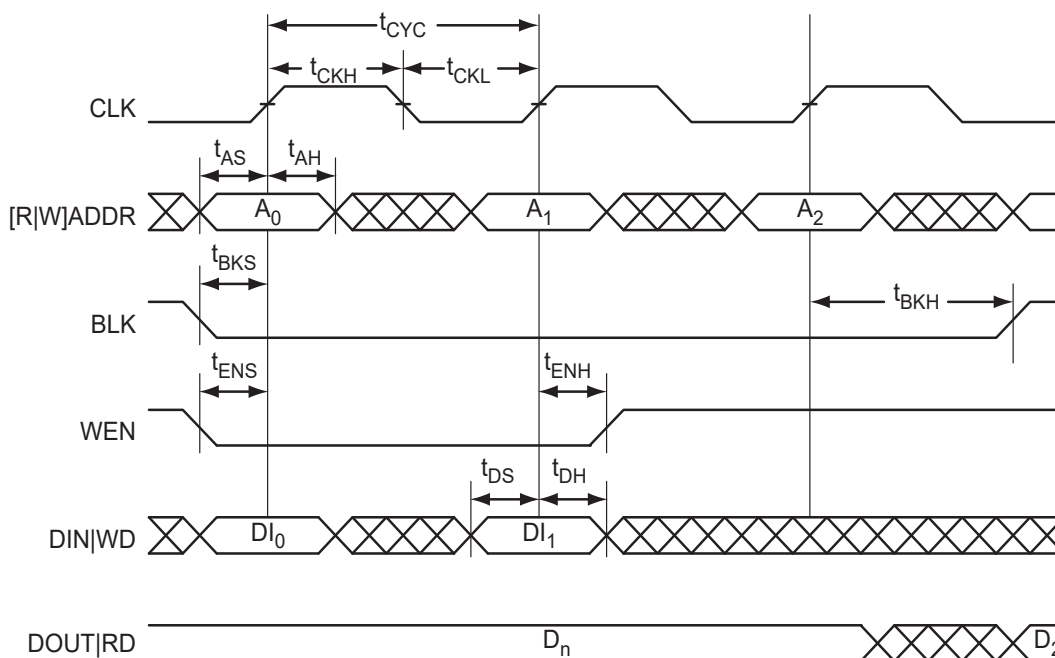 tCYC
tCKH tCKL
CLK
tAS tAH
[R|W]ADDR A0 A1 A2
tBKS
tBKH
BLK
tENS tENH
WEN
tDS tDH
DIN|WD DI0 DI1
DOUT|RD Dn D2